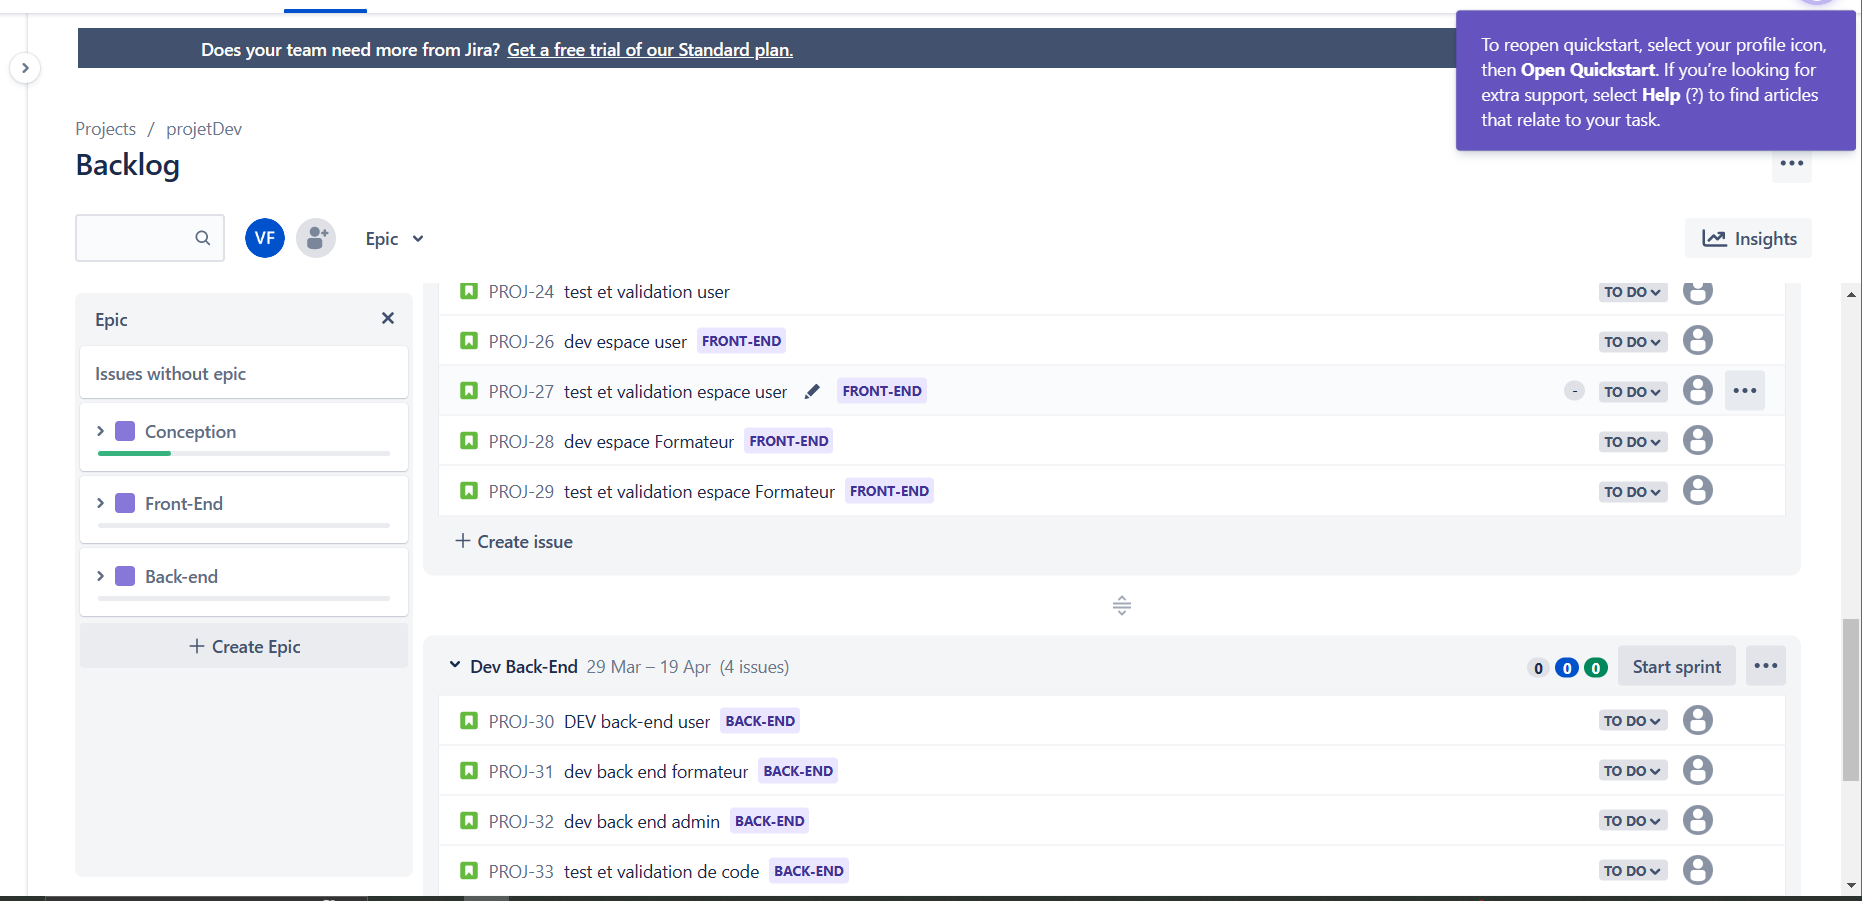 Does your team need more from Jira? Get a free trial of our Standard plan.
To reopen quickstart, select your profile icon,
then Open Quickstart. If you're looking for
extra support, select Help (?) to find articles
that relate to your task.
Projects / projetDev
Backlog
VF
Epic
Insights
Epic
Issues without epic
Conception
Front-End
Back-end
+ Create Epic
PROJ-24 test et validation user TO DO
PROJ-26 dev espace user FRONT-END TO DO
PROJ-27 test et validation espace user FRONT-END - TO DO
PROJ-28 dev espace Formateur FRONT-END TO DO
PROJ-29 test et validation espace Formateur FRONT-END TO DO
+ Create issue
Dev Back-End 29 Mar – 19 Apr (4 issues) 0 0 0 Start sprint
PROJ-30 DEV back-end user BACK-END TO DO
PROJ-31 dev back end formateur BACK-END TO DO
PROJ-32 dev back end admin BACK-END TO DO
PROJ-33 test et validation de code BACK-END TO DO